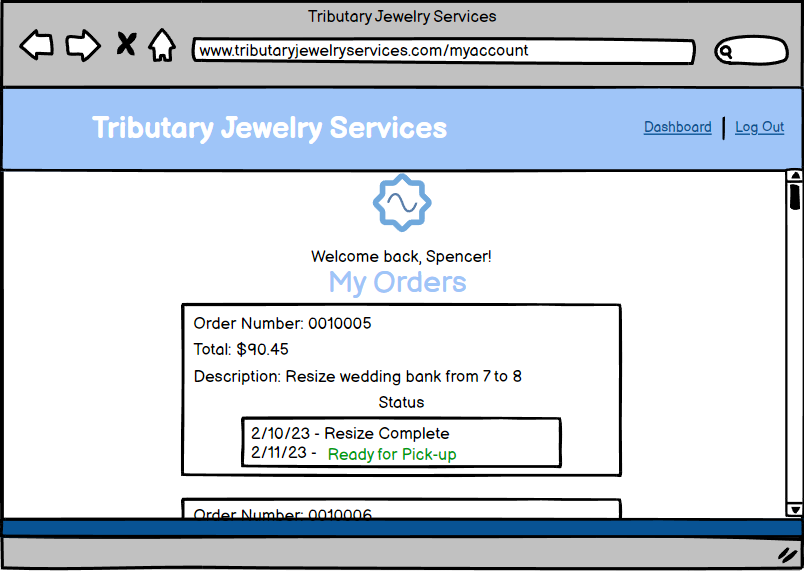 Tributary Jewelry Services
www.tributaryjewelryservices.com/myaccount
Tributary Jewelry Services
Dashboard | Log Out
Welcome back, Spencer!
My Orders
Order Number: 0010005
Total: $90.45
Description: Resize wedding bank from 7 to 8
Status
2/10/23 - Resize Complete
2/11/23 - Ready for Pick-up
Order Number: 0010006